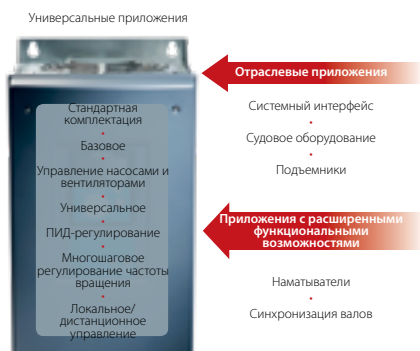 Универсальные приложения
Стандартная
комплектация
•
Базовое
•
Управление насосами и
вентиляторами
•
Универсальное
•
ПИД-регулирование
•
Многошаговое
регулирование частоты
вращения
•
Локальное/
дистанционное
управление
Отраслевые приложения
Системный интерфейс
•
Судовое оборудование
•
Подъемники
Приложения с расширенными
функциональными
возможностями
Наматыватели
•
Синхронизация валов